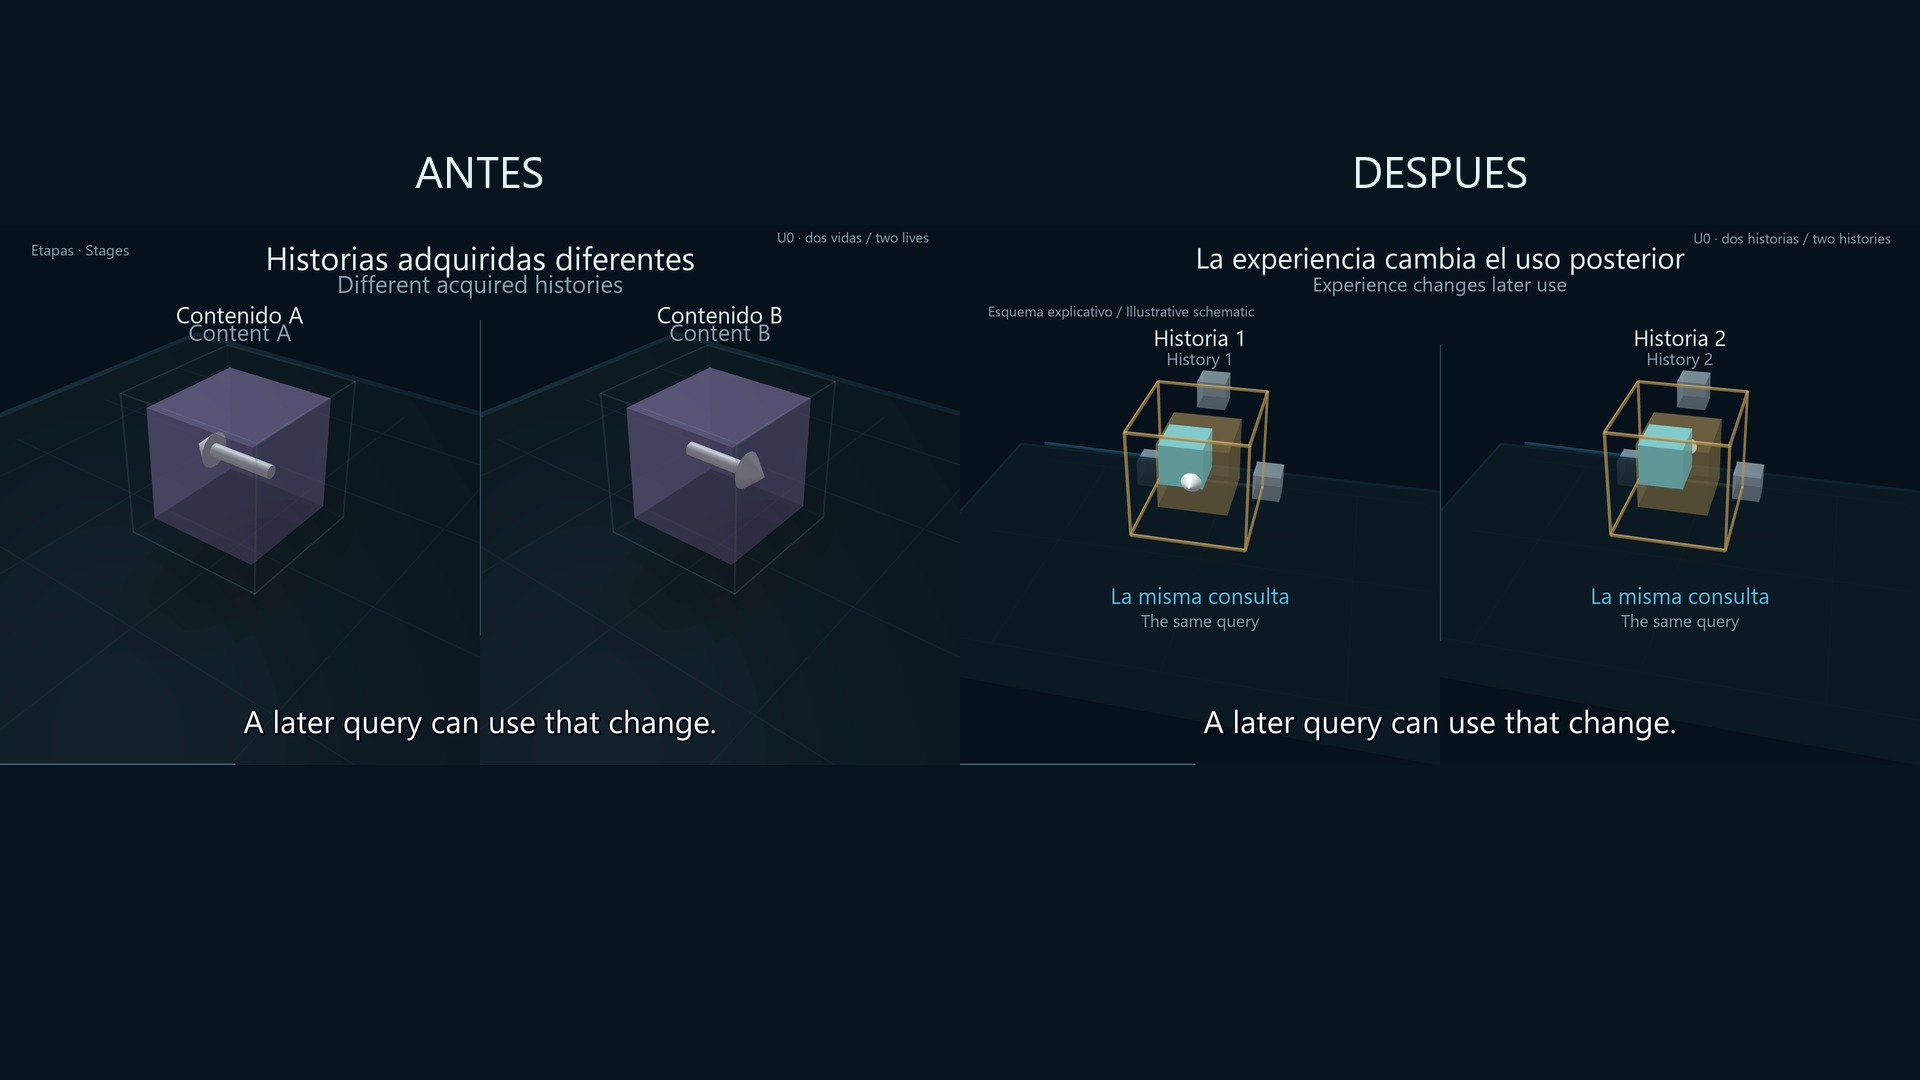 ANTES
Etapas · Stages
U0 · dos vidas / two lives
Historias adquiridas diferentes
Different acquired histories
Contenido A
Content A
Contenido B
Content B
A later query can use that change.
DESPUES
U0 · dos historias / two histories
La experiencia cambia el uso posterior
Experience changes later use
Esquema explicativo / Illustrative schematic
Historia 1
History 1
Historia 2
History 2
La misma consulta
The same query
La misma consulta
The same query
A later query can use that change.